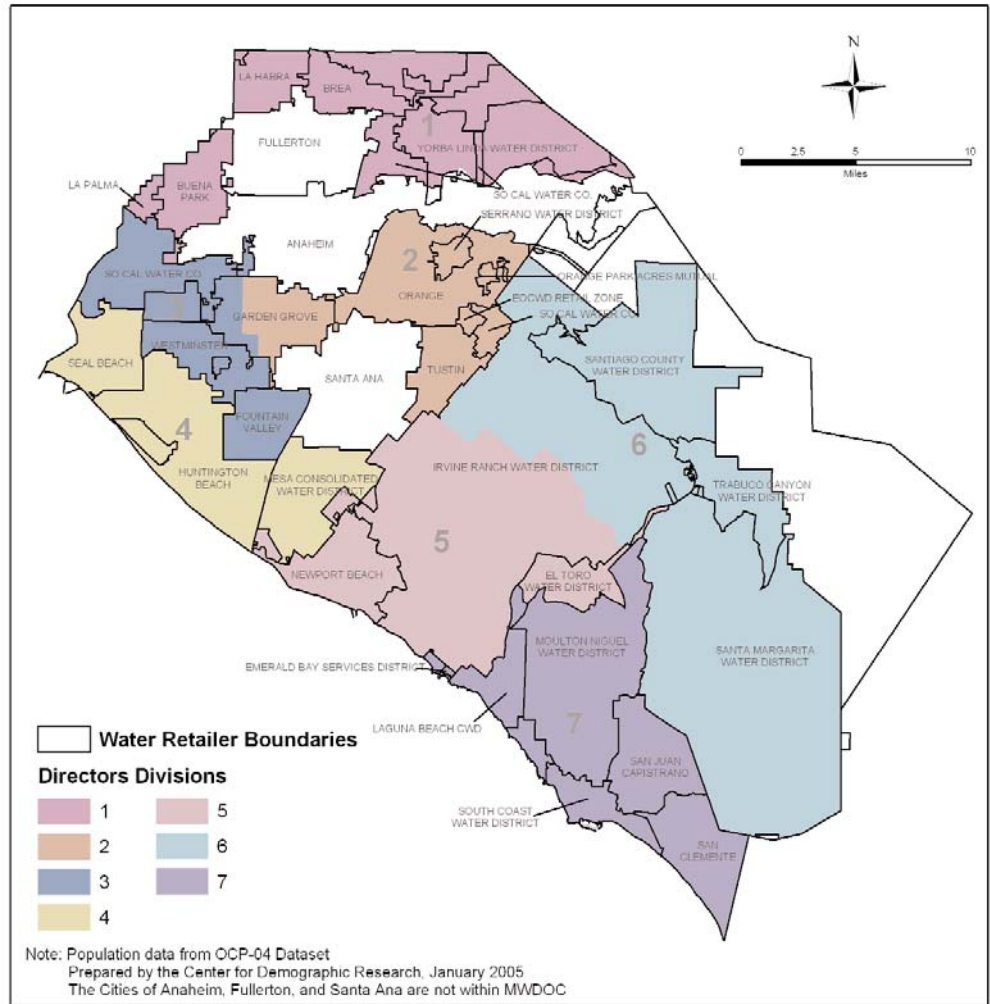 N
0 2.5 5 10
Miles
LA HABRA
BREA
FULLERTON
1
YORBA LINDA WATER DISTRICT
LA PALMA
BUENA
PARK
SO CAL WATER CO.
SERRANO WATER DISTRICT
ANAHEIM
2
SO CAL WATER CO.
ORANGE PARK ACRES MUTUAL
ORANGE
EOCWD RETAIL ZONE
3
GARDEN GROVE
SO CAL WATER CO.
WESTMINSTER
SEAL BEACH
SANTA ANA
TUSTIN
SANTIAGO COUNTY
WATER DISTRICT
4
FOUNTAIN
VALLEY
6
HUNTINGTON
BEACH
MESA CONSOLIDATED
WATER DISTRICT
IRVINE RANCH WATER DISTRICT
TRABUCO CANYON
WATER DISTRICT
5
NEWPORT BEACH
EL TORO
WATER DISTRICT
MOULTON NIGUEL
WATER DISTRICT
SANTA MARGARITA
WATER DISTRICT
EMERALD BAY SERVICES DISTRICT
LAGUNA BEACH CWD
7
SAN JUAN
CAPISTRANO
SOUTH COAST
WATER DISTRICT
SAN
CLEMENTE
Water Retailer Boundaries
Directors Divisions
1 5
2 6
3 7
4
Note: Population data from OCP-04 Dataset
Prepared by the Center for Demographic Research, January 2005
The Cities of Anaheim, Fullerton, and Santa Ana are not within MWDOC